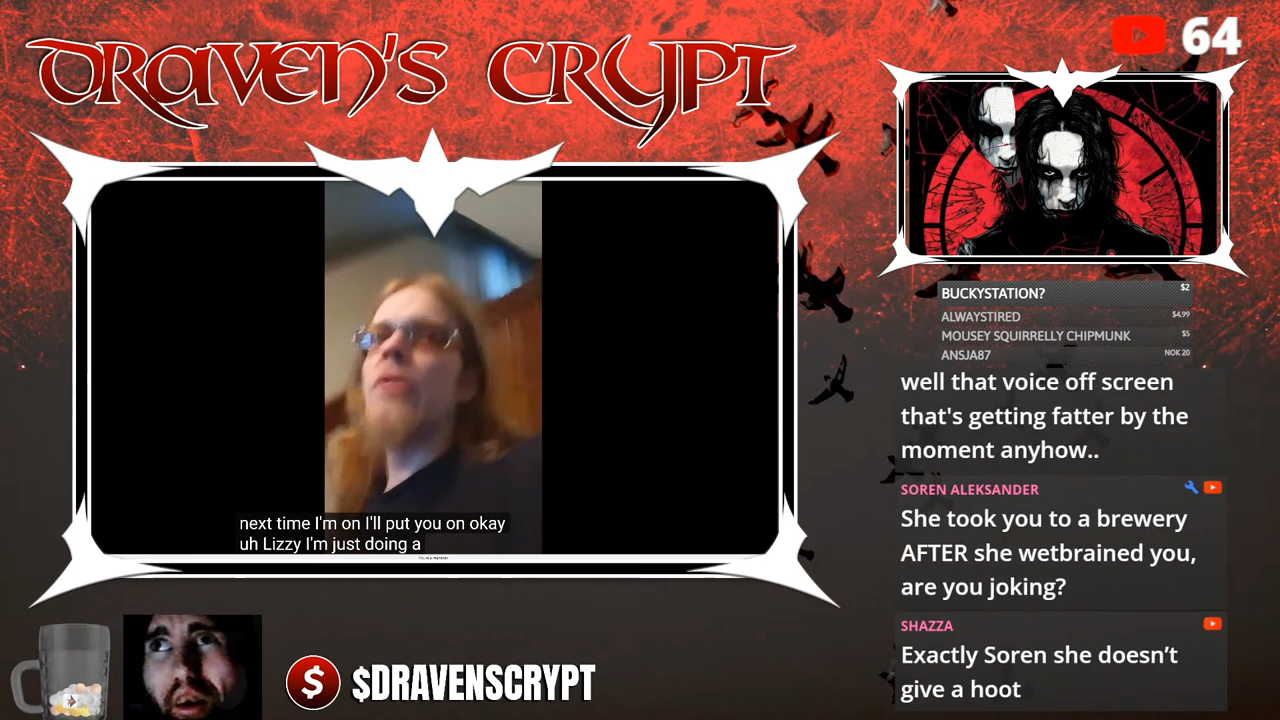 DRAVEN'S CRYPT
64
next time I'm on I'll put you on okay
uh Lizzy I'm just doing a
BUCKYSTATION? $2
ALWAYSTIRED $4.99
MOUSEY SQUIRRELLY CHIPMUNK $5
ANSJA87 NOK 20
well that voice off screen
that's getting fatter by the
moment anyhow..
SOREN ALEKSANDER
She took you to a brewery
AFTER she wetbrained you,
are you joking?
SHAZZA
Exactly Soren she doesn’t
give a hoot
$ $DRAVENSCRYPT